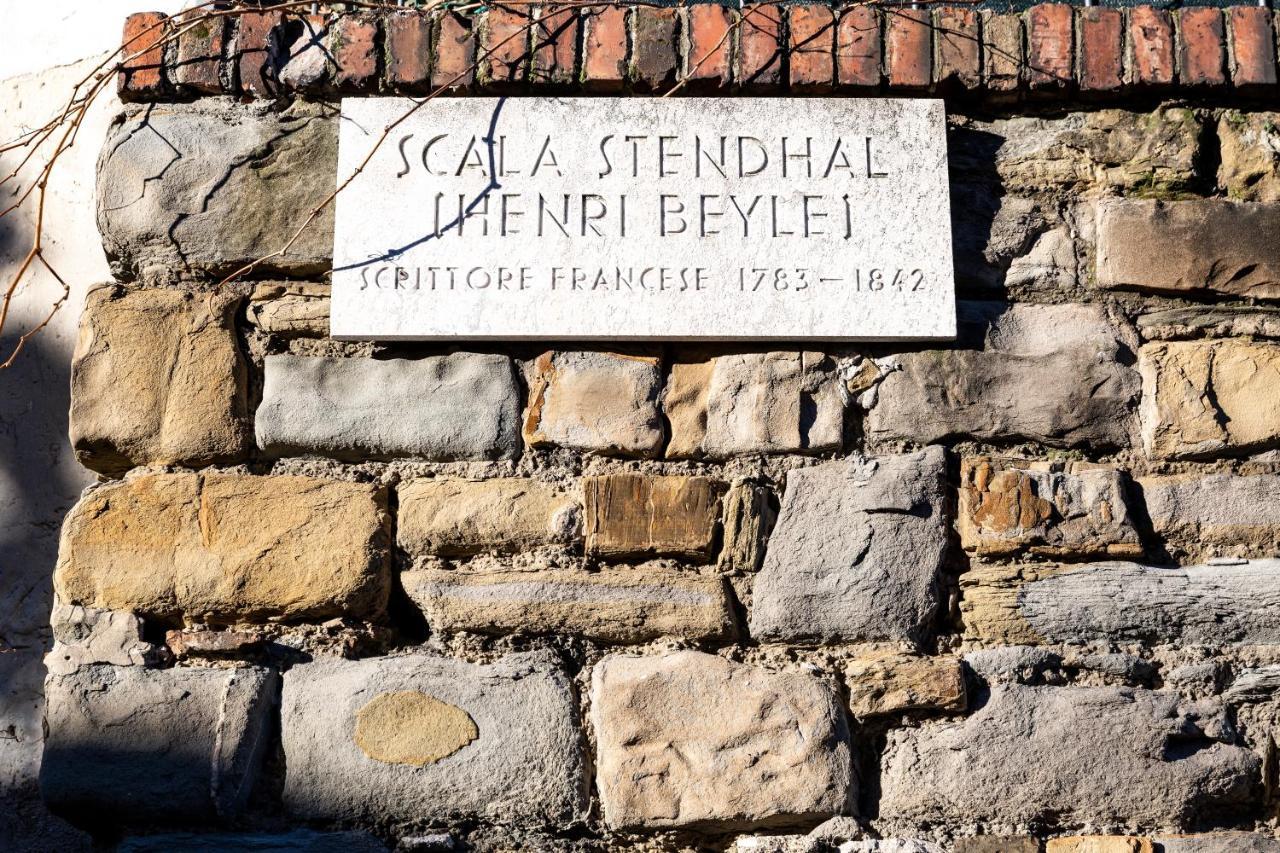 SCALA STENDHAL
[HENRI BEYLE]
SCRITTORE FRANCESE 1783-1842